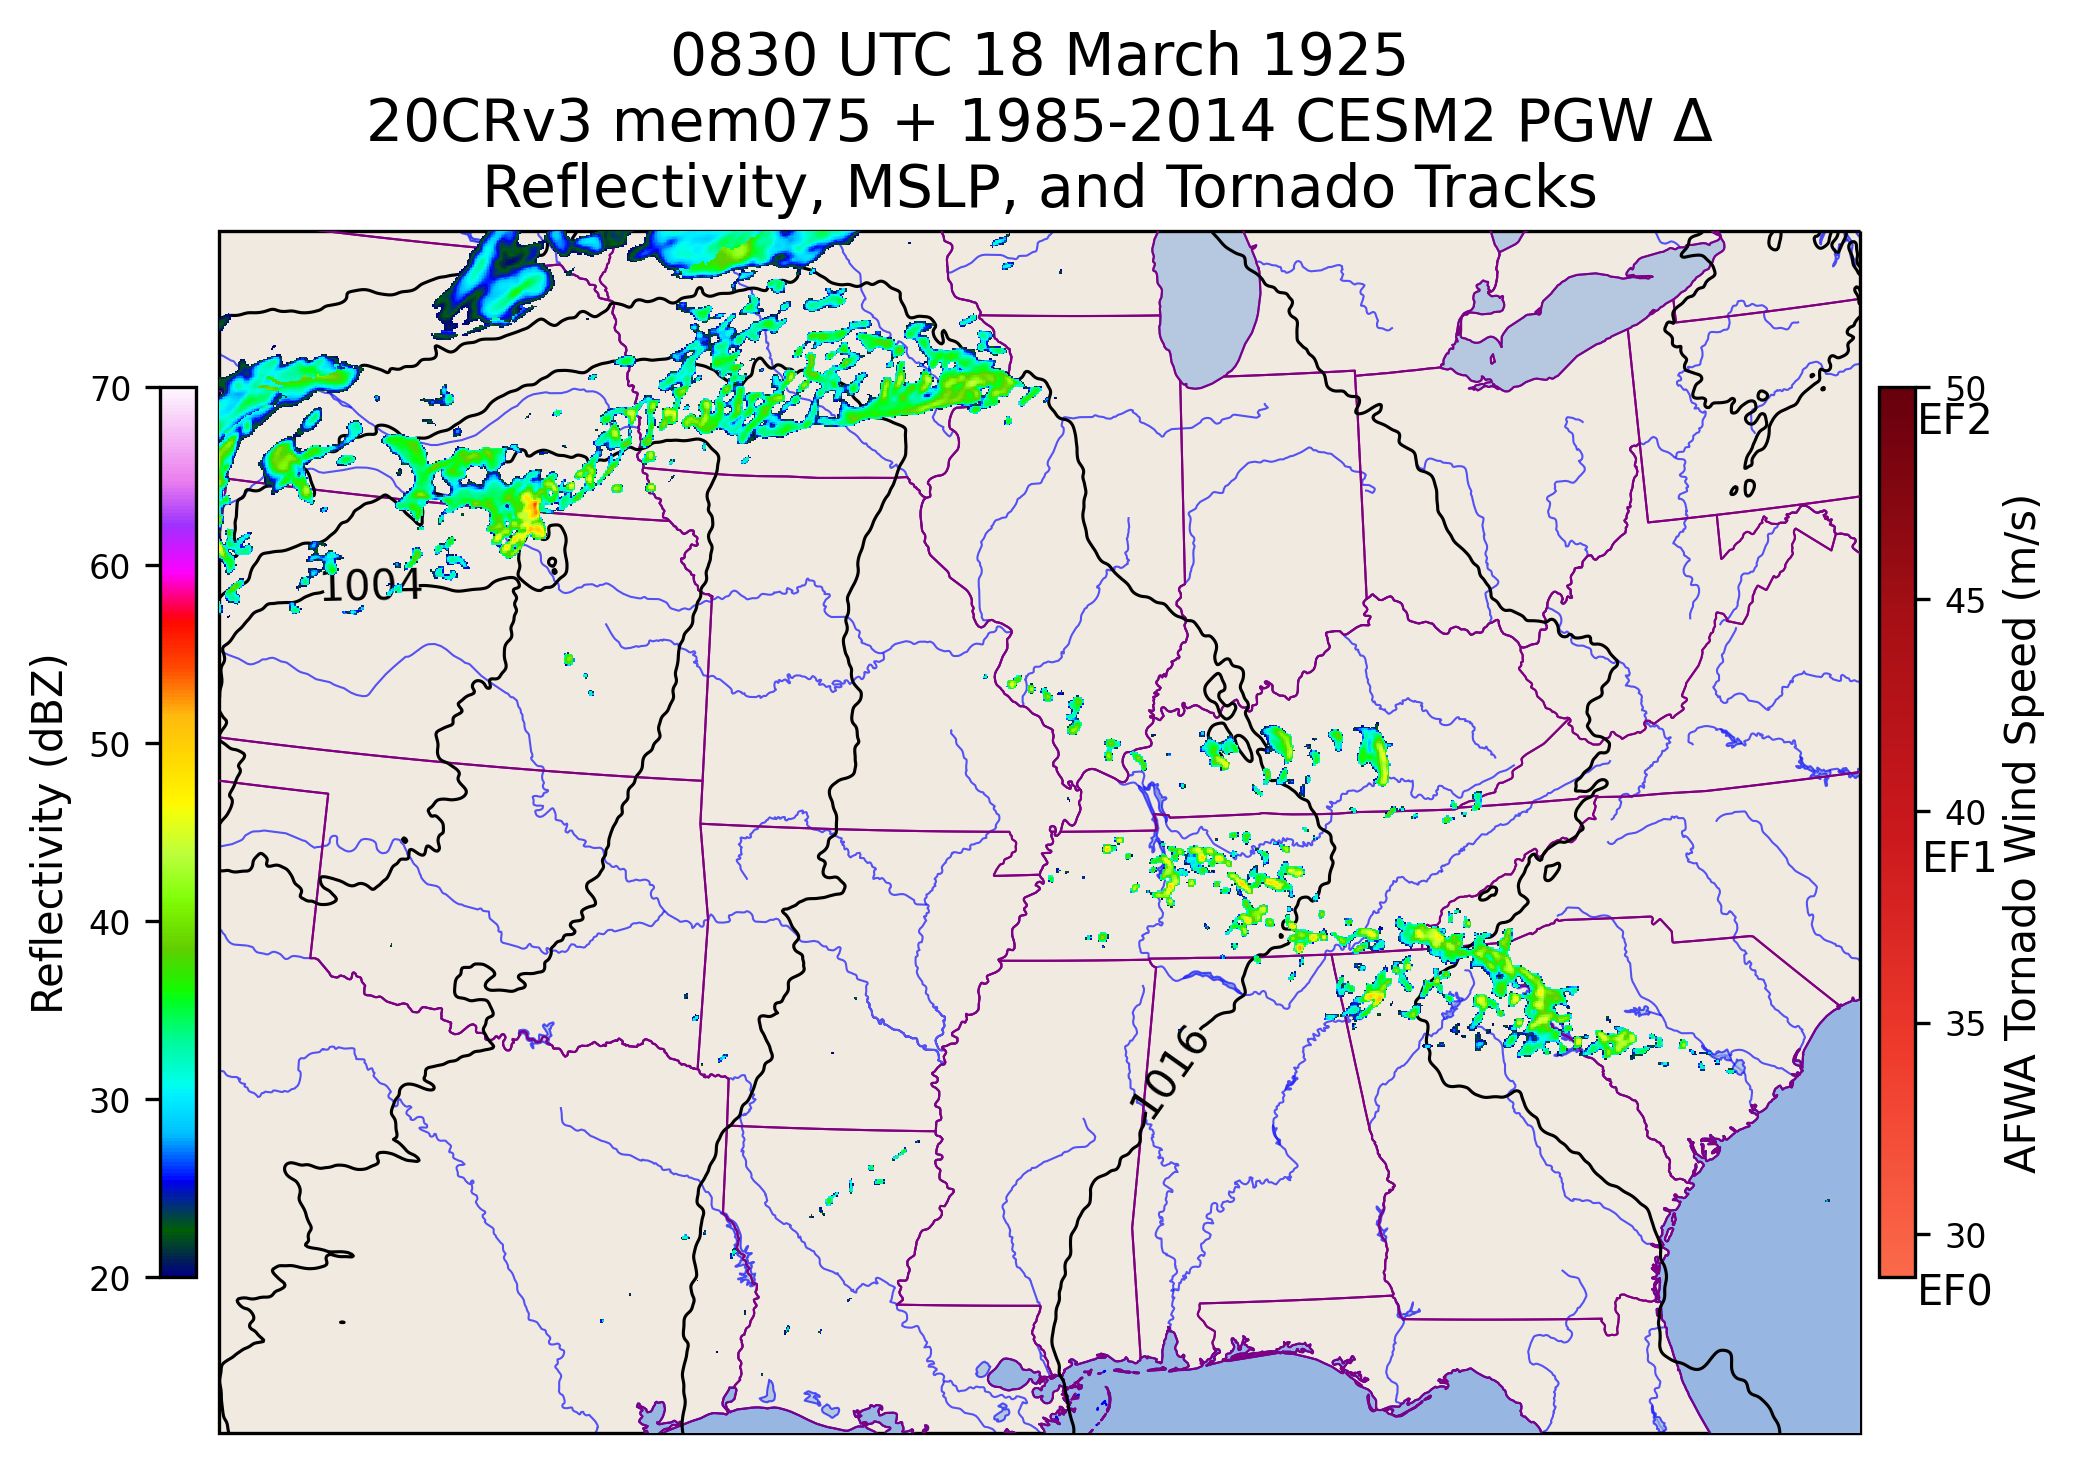 0830 UTC 18 March 1925
20CRv3 mem075 + 1985-2014 CESM2 PGW Δ
Reflectivity, MSLP, and Tornado Tracks
70
60
50
40
30
20
Reflectivity (dBZ)
1004
1016
50
EF2
45
40
EF1
35
30
EF0
AFWA Tornado Wind Speed (m/s)